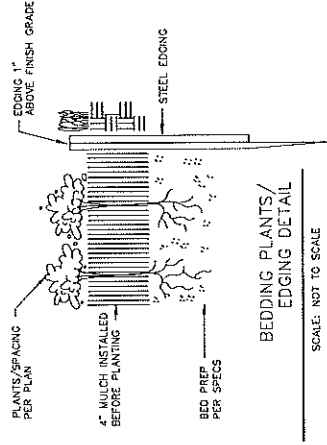 PLANTS/SPACING
PER PLAN
EDGING 1"
ABOVE FINISH GRADE
4" MULCH INSTALLED
BEFORE PLANTING
BED PREP
PER SPECS
STEEL EDGING
BEDDING PLANTS/
EDGING DETAIL
SCALE: NOT TO SCALE